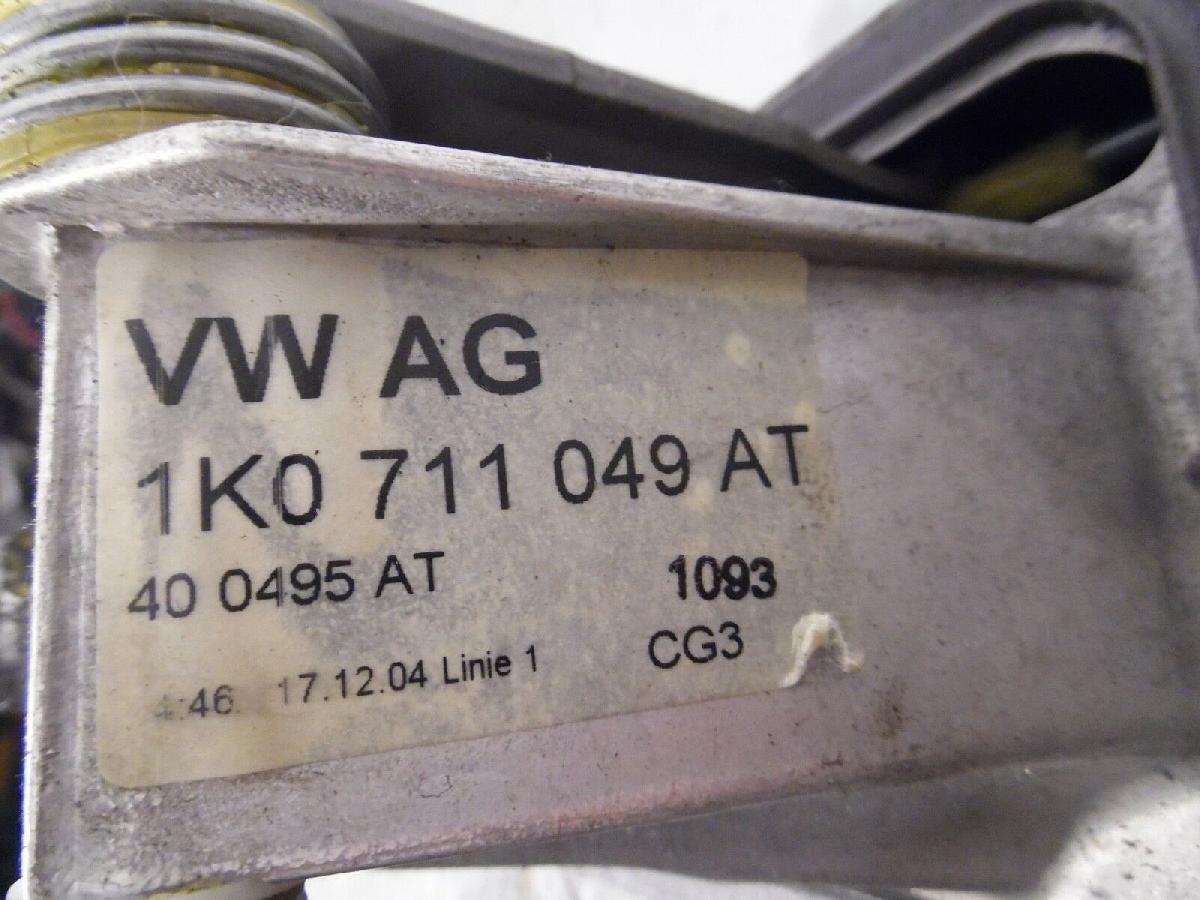 VW AG
1K0 711 049 AT
40 0495 AT 1093
CG3
4:46 17.12.04 Linie 1